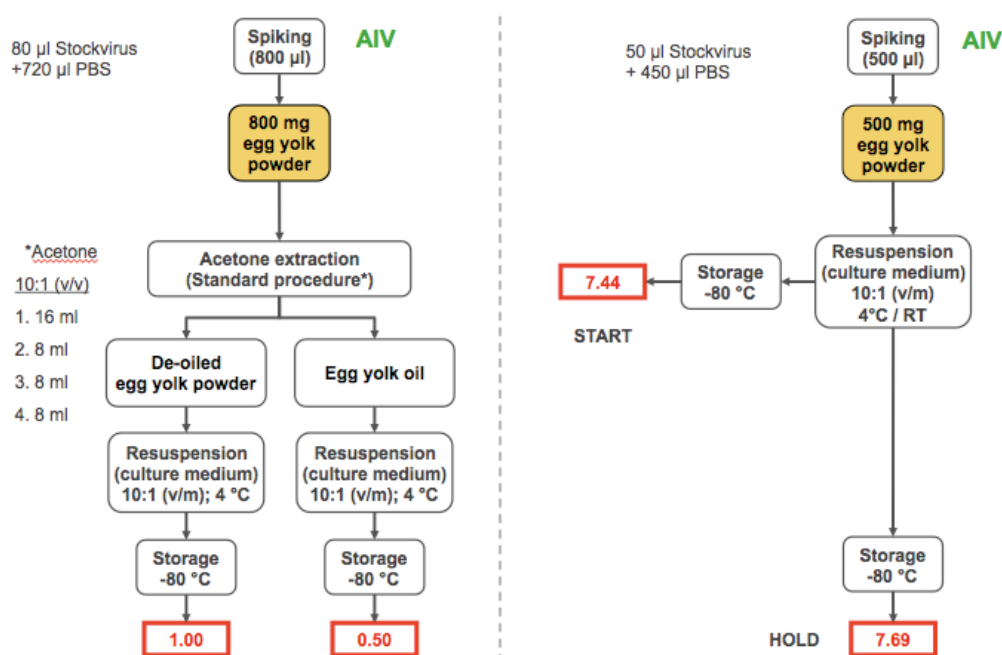 80 µl Stockvirus
+720 µl PBS
Spiking
(800 µl)
AIV
800 mg
egg yolk
powder
*Acetone
10:1 (v/v)
1. 16 ml
2. 8 ml
3. 8 ml
4. 8 ml
Acetone extraction
(Standard procedure*)
De-oiled
egg yolk powder
Egg yolk oil
Resuspension
(culture medium)
10:1 (v/m); 4 °C
Resuspension
(culture medium)
10:1 (v/m); 4 °C
Storage
-80 °C
Storage
-80 °C
1.00
0.50
50 µl Stockvirus
+ 450 µl PBS
Spiking
(500 µl)
AIV
500 mg
egg yolk
powder
Resuspension
(culture medium)
10:1 (v/m)
4°C / RT
Storage
-80 °C
7.44
START
Storage
-80 °C
HOLD
7.69